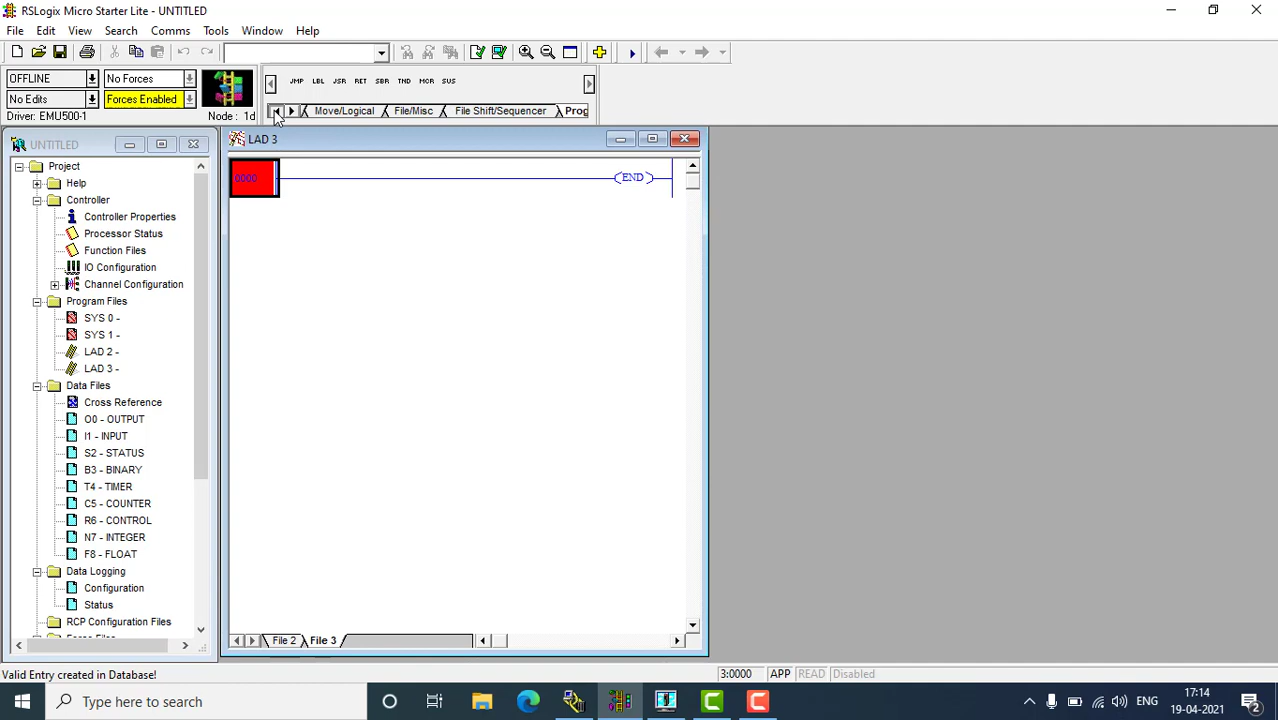 RSLogix Micro Starter Lite - UNTITLED
File Edit View Search Comms Tools Window Help
OFFLINE No Forces
No Edits Forces Enabled
Driver: EMU500-1 Node : 1d
JMP LBL JSR RET SBR TND MCR SUS
Move/Logical File/Misc File Shift/Sequencer Prog
UNTITLED
Project
Help
Controller
Controller Properties
Processor Status
Function Files
IO Configuration
Channel Configuration
Program Files
SYS 0 -
SYS 1 -
LAD 2 -
LAD 3 -
Data Files
Cross Reference
O0 - OUTPUT
I1 - INPUT
S2 - STATUS
B3 - BINARY
T4 - TIMER
C5 - COUNTER
R6 - CONTROL
N7 - INTEGER
F8 - FLOAT
Data Logging
Configuration
Status
RCP Configuration Files
LAD 3
0000
END
File 2 File 3
Valid Entry created in Database!
3:0000 APP READ Disabled
Type here to search
ENG
17:14
19-04-2021
2